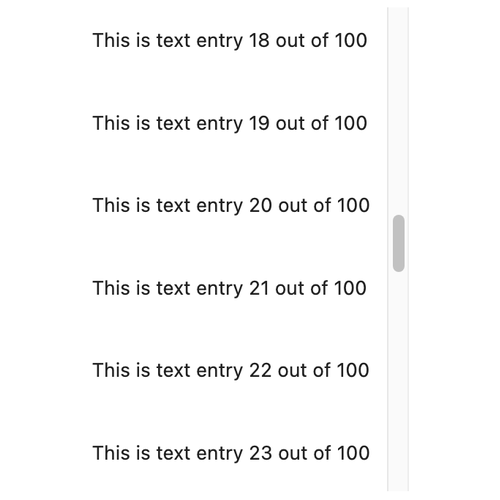 This is text entry 18 out of 100
This is text entry 19 out of 100
This is text entry 20 out of 100
This is text entry 21 out of 100
This is text entry 22 out of 100
This is text entry 23 out of 100